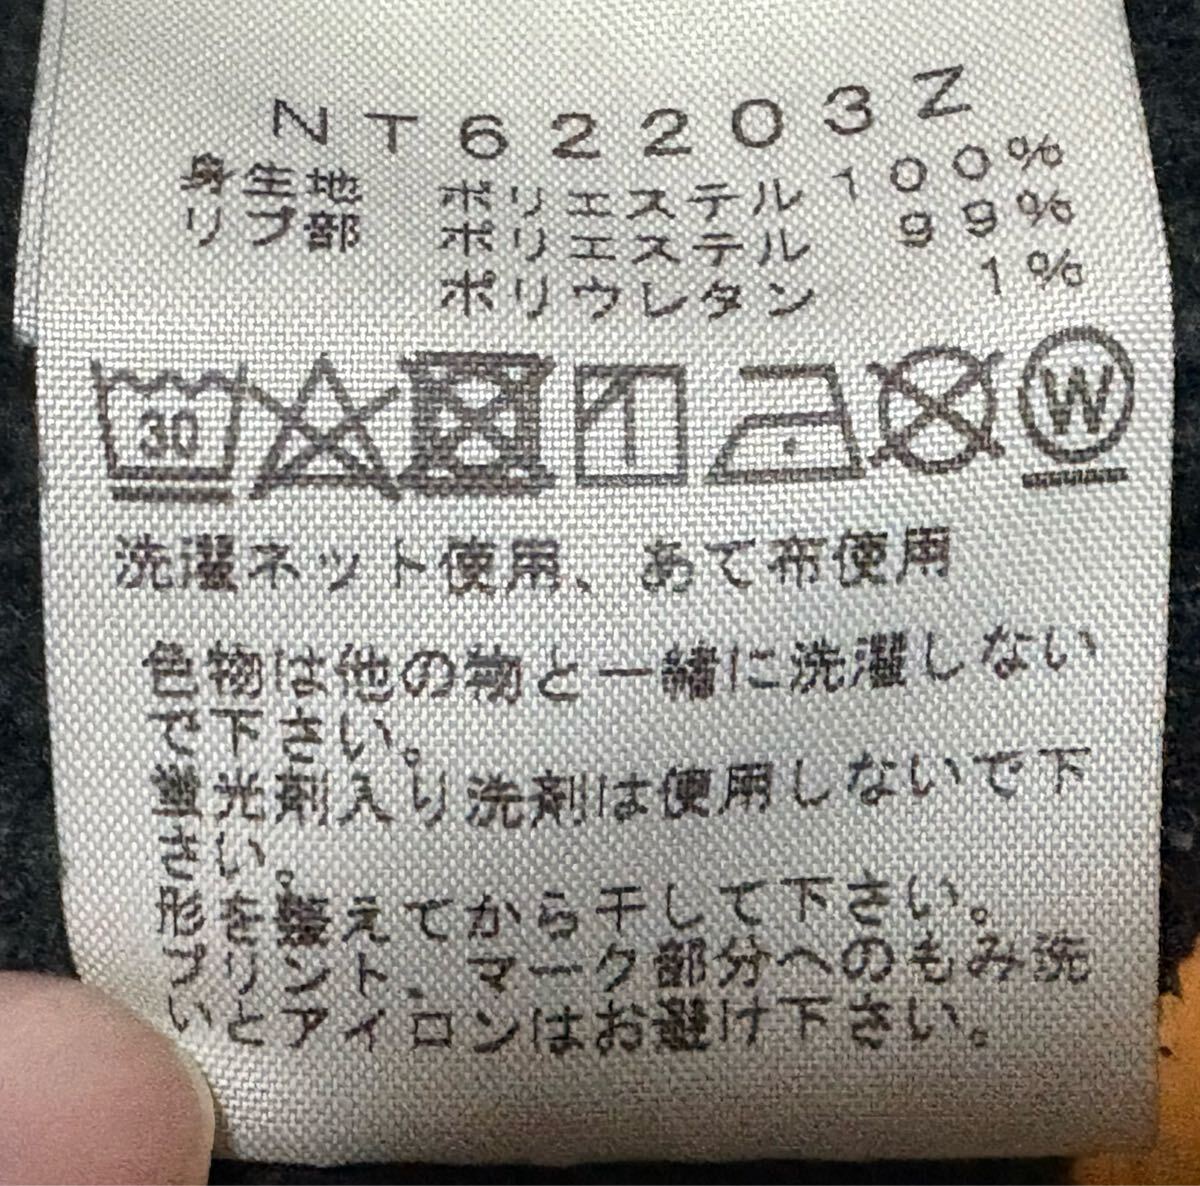 NT62203Z
身生地 ポリエステル 100%
リブ部 ポリエステル 99%
ポリウレタン 1%
30
W
洗濯ネット使用、あて布使用
色物は他の物と一緒に洗濯しない
で下さい。
蛍光剤入り洗剤は使用しないで下
さい。
形を整えてから干して下さい。
プリント、マーク部分へのもみ洗
いとアイロンはお避け下さい。